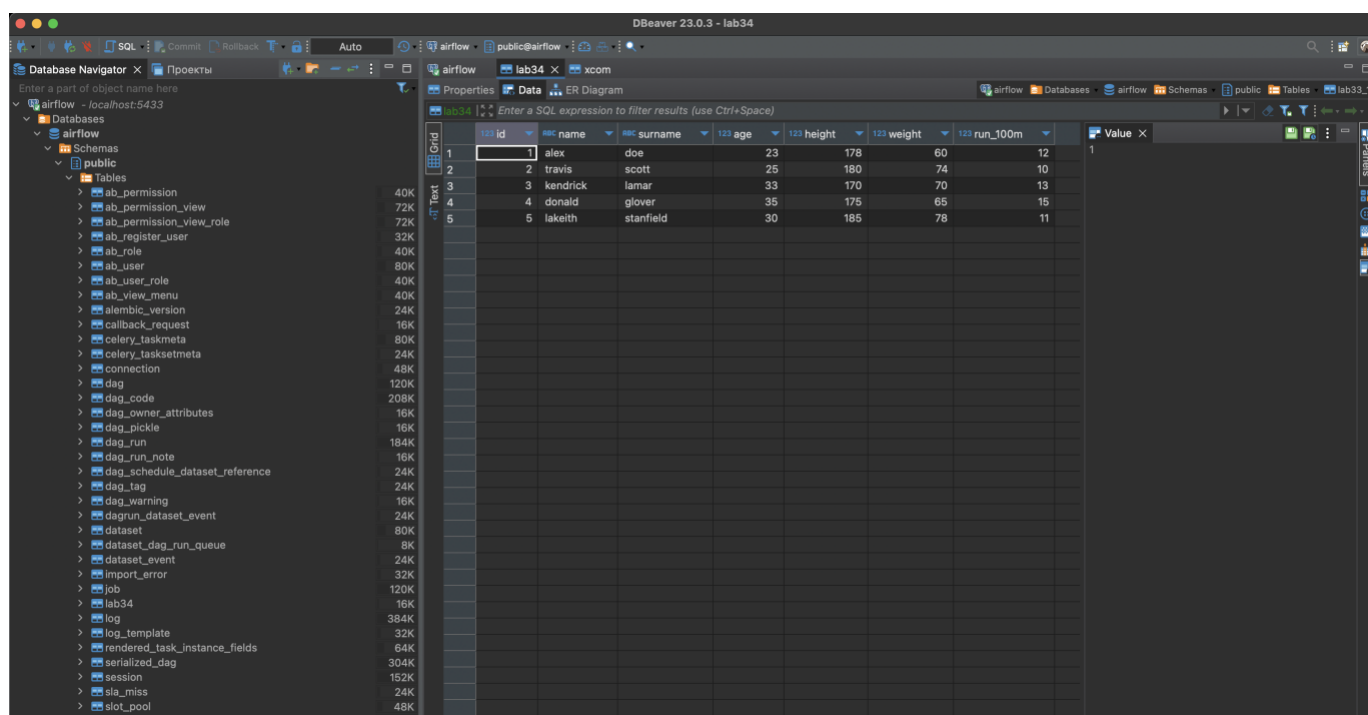 DBeaver 23.0.3 - lab34
SQL Commit Rollback Auto airflow public@airflow
Database Navigator Проекты airflow lab34 xcom
Enter a part of object name here Properties Data ER Diagram airflow Databases airflow Schemas public Tables
lab34 Enter a SQL expression to filter results (use Ctrl+Space)
airflow - localhost:5433
Databases
airflow
Schemas
public
Tables
ab_permission 40K
ab_permission_view 72K
ab_permission_view_role 72K
ab_register_user 32K
ab_role 40K
ab_user 80K
ab_user_role 40K
ab_view_menu 40K
alembic_version 24K
callback_request 16K
celery_taskmeta 80K
celery_tasksetmeta 24K
connection 48K
dag 120K
dag_code 208K
dag_owner_attributes 16K
dag_pickle 16K
dag_run 184K
dag_run_note 16K
dag_schedule_dataset_reference 24K
dag_tag 24K
dag_warning 16K
dagrun_dataset_event 24K
dataset 80K
dataset_dag_run_queue 8K
dataset_event 24K
import_error 32K
job 120K
lab34 16K
log 384K
log_template 32K
rendered_task_instance_fields 64K
serialized_dag 304K
session 152K
sla_miss 24K
slot_pool 48K
Grid
Text
123 id ABC name ABC surname 123 age 123 height 123 weight 123 run_100m
1 1 alex doe 23 178 60 12
2 2 travis scott 25 180 74 10
3 3 kendrick lamar 33 170 70 13
4 4 donald glover 35 175 65 15
5 5 lakeith stanfield 30 185 78 11
Value
1
Panels